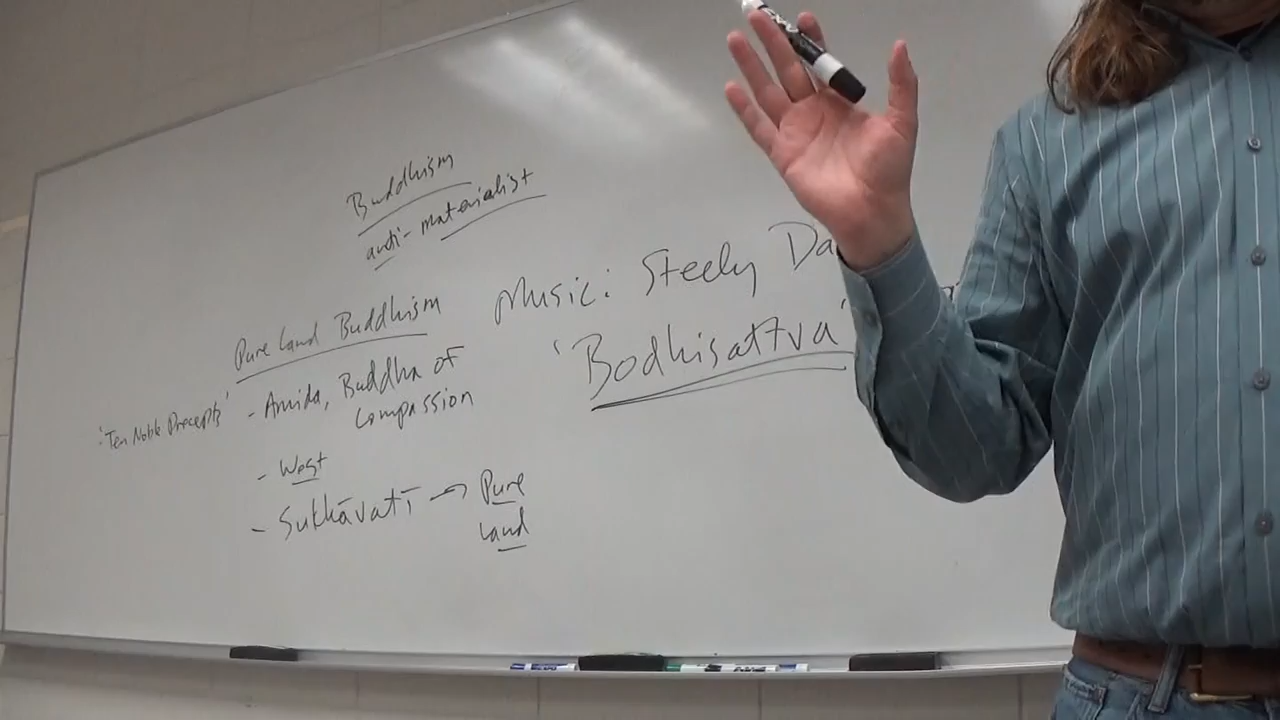 Buddhism
anti-materialist
Music: Steely Da
'Bodhisattva'
Pure Land Buddhism
'Ten Noble Precepts'
- Amida, Buddha of
Compassion
- West
- Sukhāvatī → Pure
Land